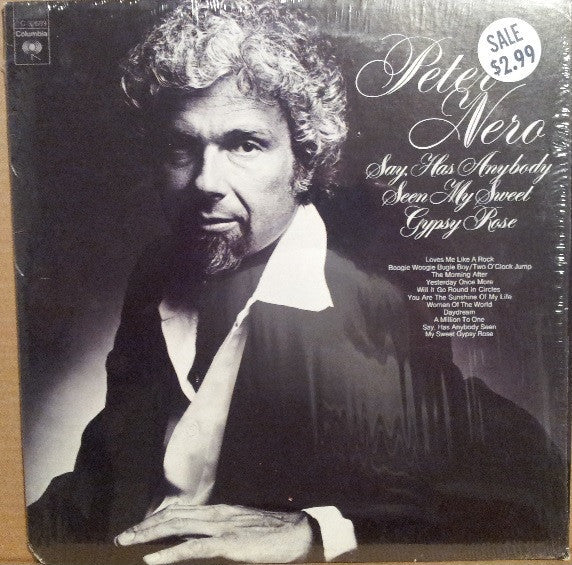 Columbia
SALE
$2.99
Peter
Nero
Say, Has Anybody
Seen My Sweet
Gypsy Rose
Loves Me Like A Rock
Boogie Woogie Bugle Boy/Two O'Clock Jump
The Morning After
Yesterday Once More
Will It Go Round In Circles
You Are The Sunshine Of My Life
Woman Of The World
Daydream
A Million To One
Say, Has Anybody Seen
My Sweet Gypsy Rose